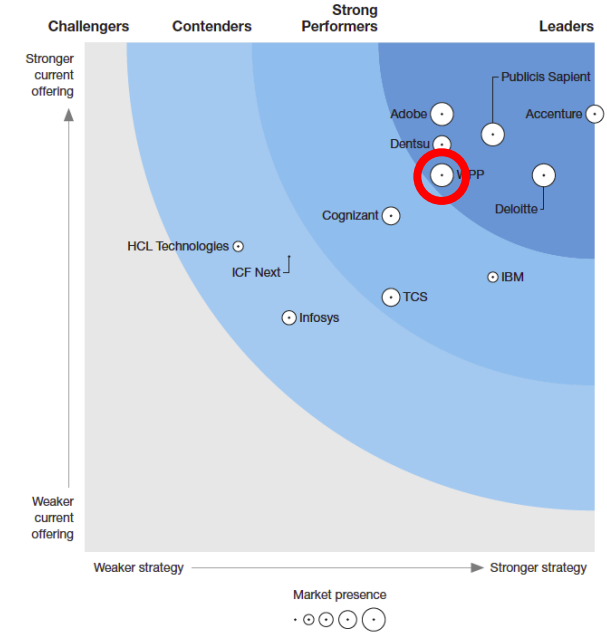 Challengers
Contenders
Strong
Performers
Leaders
Stronger
current
offering
Publicis Sapient
Adobe
Accenture
Dentsu
WPP
Deloitte
Cognizant
HCL Technologies
ICF Next
IBM
TCS
Infosys
Weaker
current
offering
Weaker strategy
Stronger strategy
Market presence